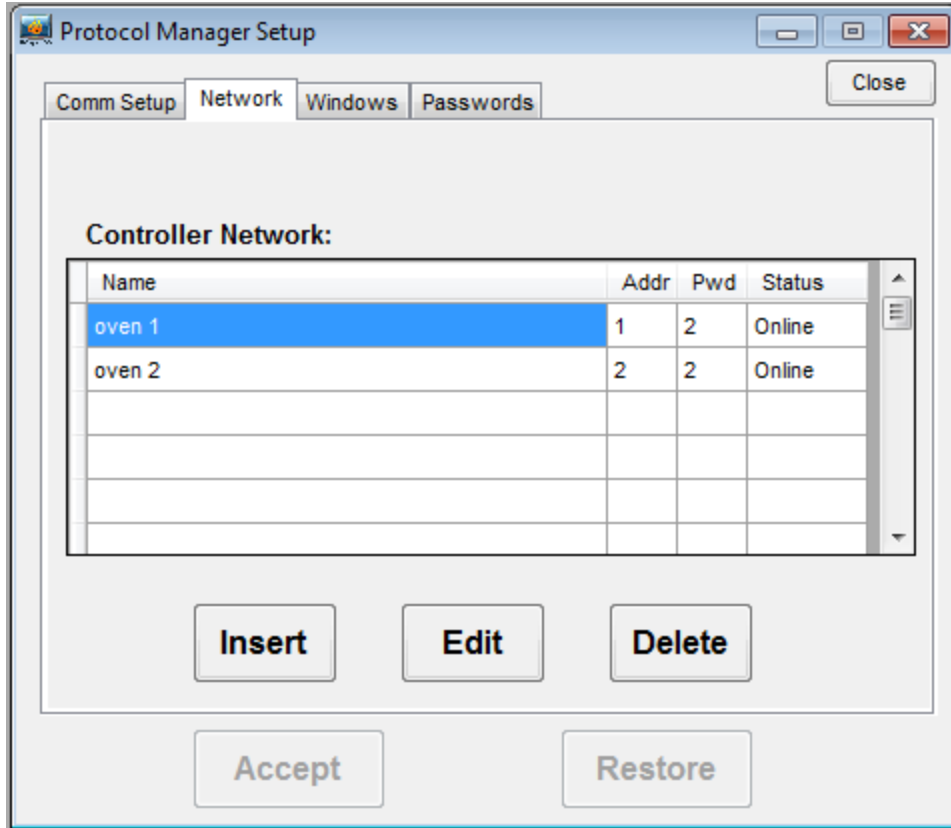 Protocol Manager Setup
Close
Comm Setup Network Windows Passwords
Controller Network:
Name Addr Pwd Status
oven 1 1 2 Online
oven 2 2 2 Online
Insert Edit Delete
Accept Restore